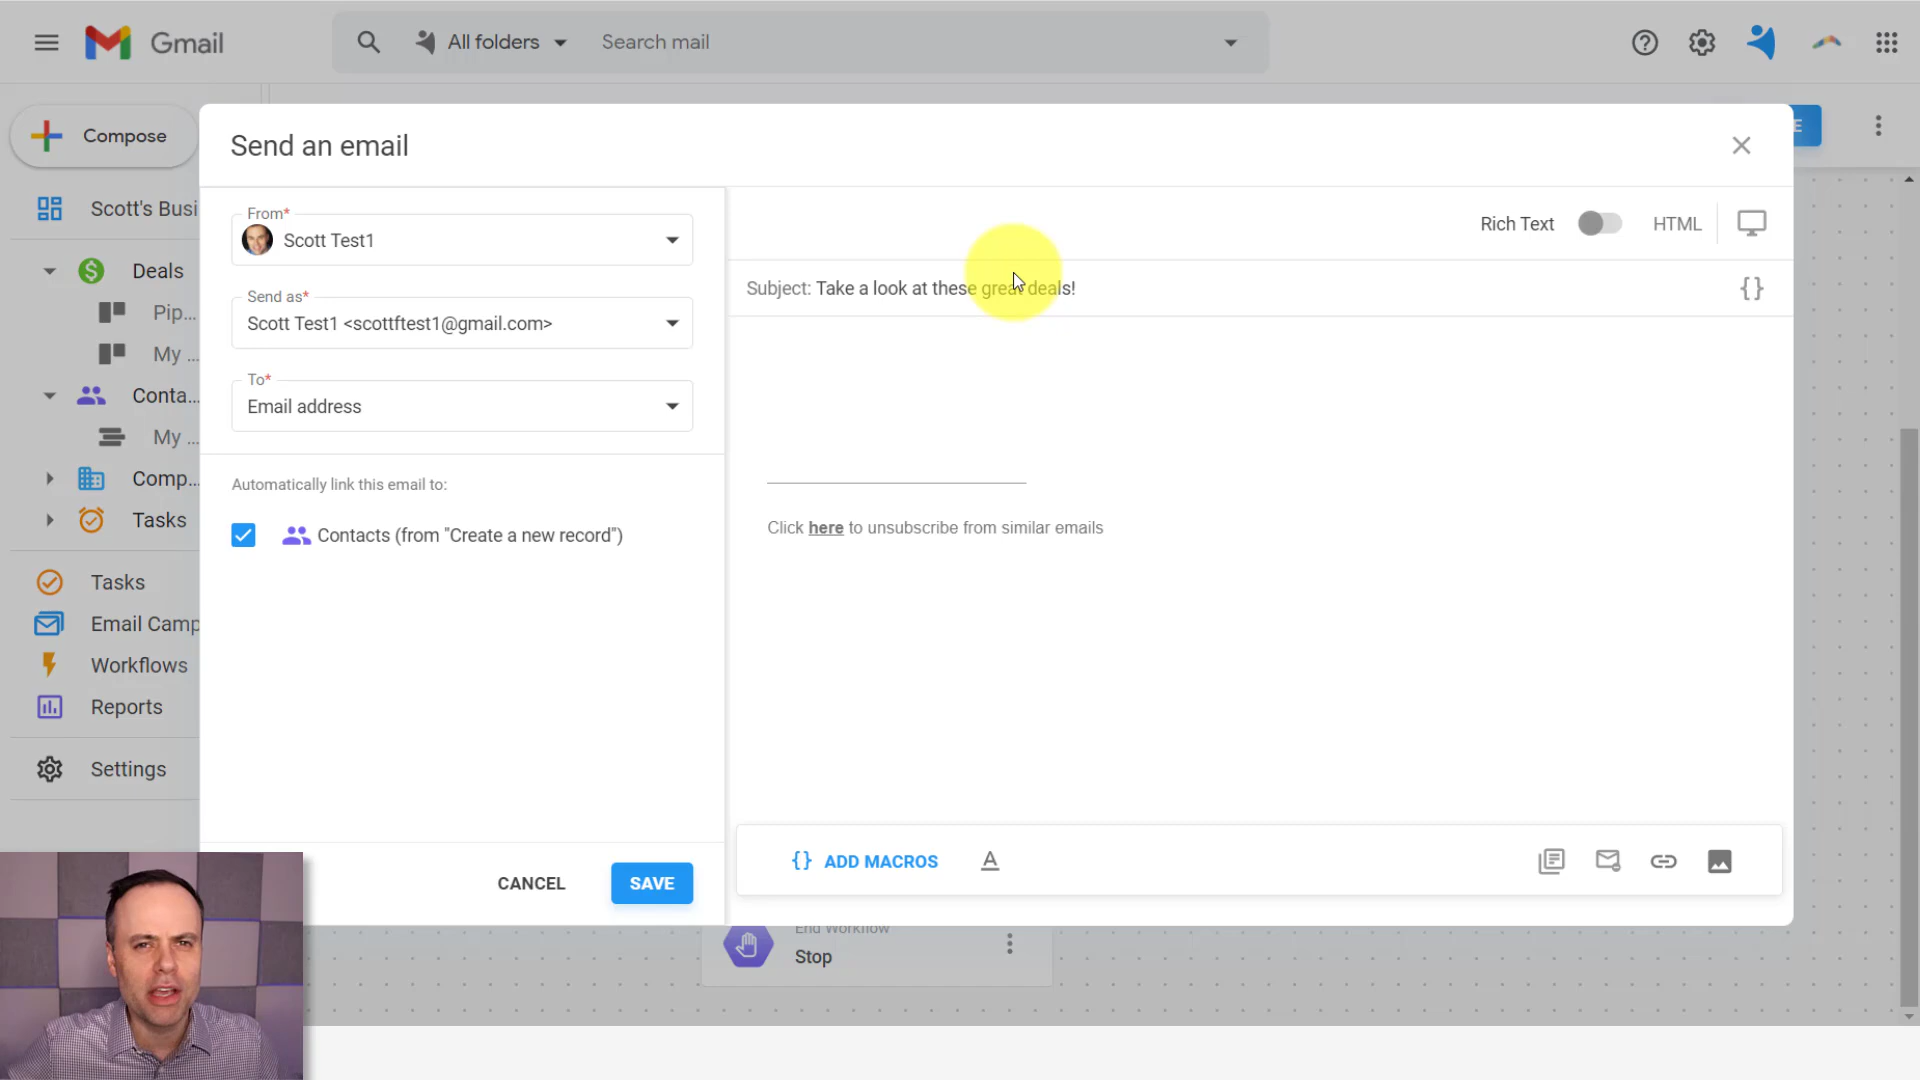 Gmail
All folders
Search mail
Compose
Send an email
E
Scott's Busi
From*
Scott Test1
Rich Text
HTML
Deals
Send as*
Subject: Take a look at these great deals!
{}
Pip...
Scott Test1 <scottftest1@gmail.com>
My ...
To*
Conta...
Email address
My ...
Comp...
Automatically link this email to:
Tasks
Contacts (from "Create a new record")
Click here to unsubscribe from similar emails
Tasks
Email Camp
Workflows
Reports
Settings
CANCEL
SAVE
{} ADD MACROS
A
End Workflow
Stop